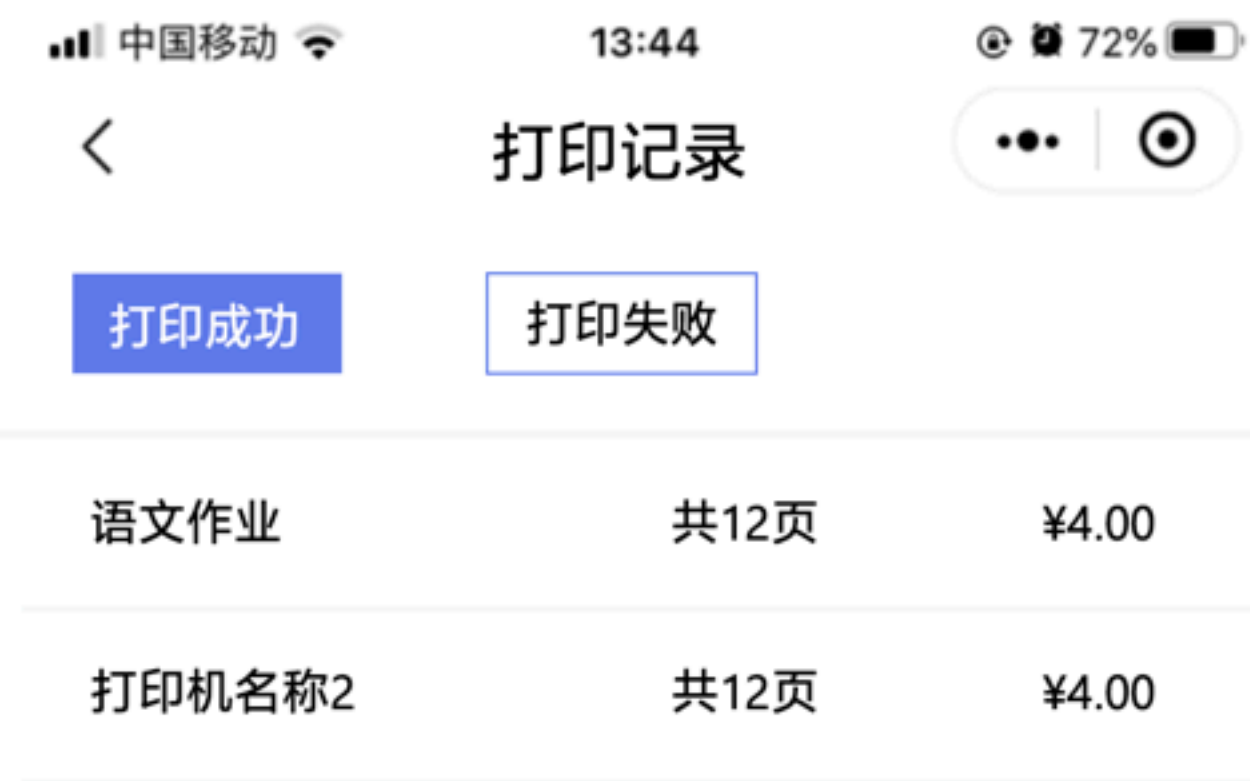 中国移动 13:44 72%
打印记录
打印成功 打印失败
语文作业 共12页 ¥4.00
打印机名称2 共12页 ¥4.00